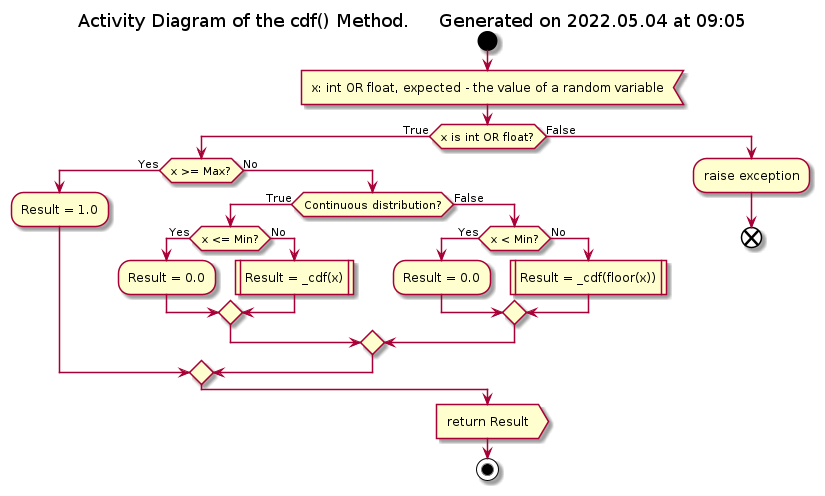 Activity Diagram of the cdf() Method.      Generated on 2022.05.04 at 09:05
x: int OR float, expected - the value of a random variable
True
x is int OR float?
False
Yes
x >= Max?
No
raise exception
Result = 1.0
True
Continuous distribution?
False
Yes
x <= Min?
No
Yes
x < Min?
No
Result = 0.0
Result = _cdf(x)
Result = 0.0
Result = _cdf(floor(x))
return Result